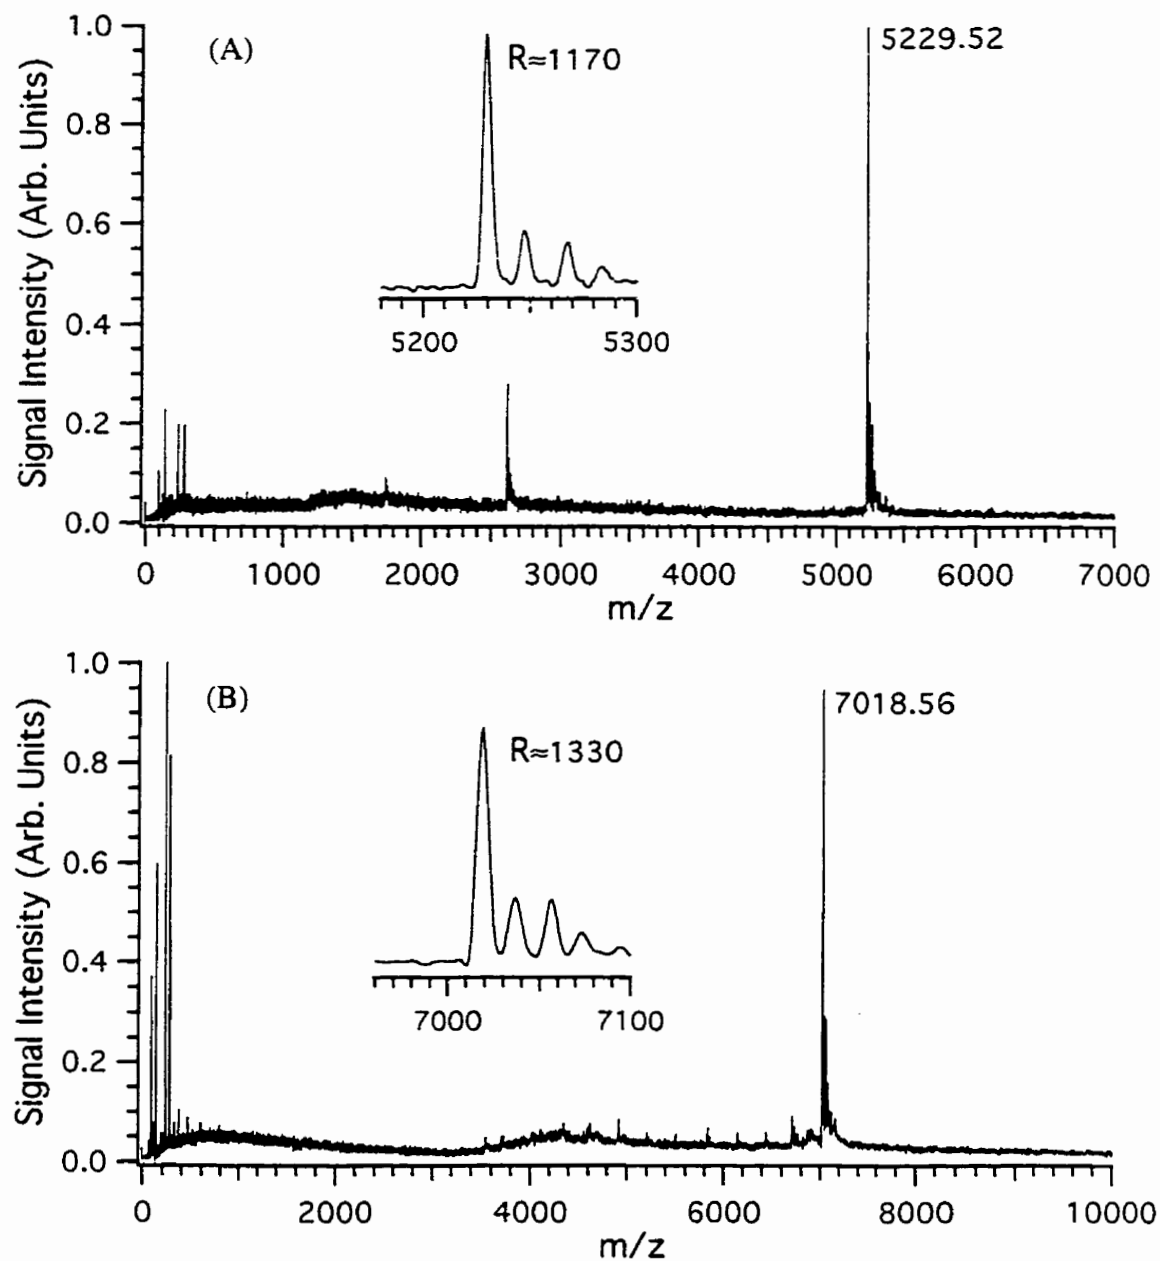 Signal Intensity (Arb. Units)
1.0
0.8
0.6
0.4
0.2
0.0
(A)
R≈1170
5229.52
5200 5300
0 1000 2000 3000 4000 5000 6000 7000
m/z
Signal Intensity (Arb. Units)
1.0
0.8
0.6
0.4
0.2
0.0
(B)
R≈1330
7018.56
7000 7100
0 2000 4000 6000 8000 10000
m/z